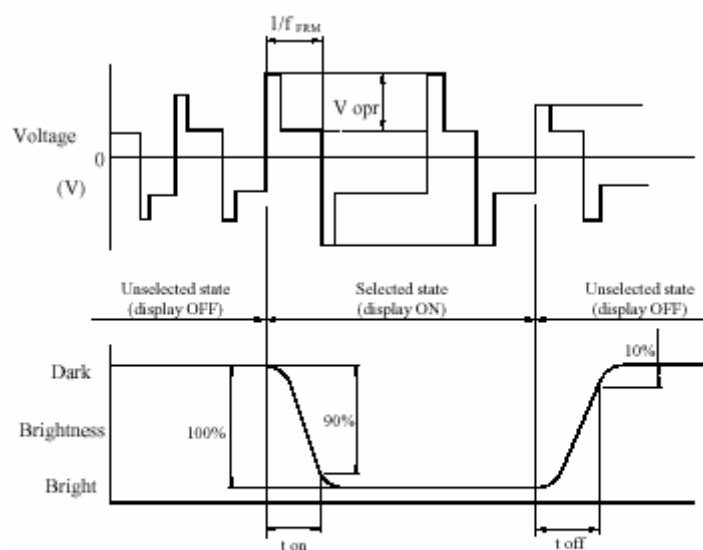 1/f FRM
V opr
Voltage
0
(V)
Unselected state
(display OFF)
Selected state
(display ON)
Unselected state
(display OFF)
10%
Dark
90%
100%
Brightness
Bright
t on
t off